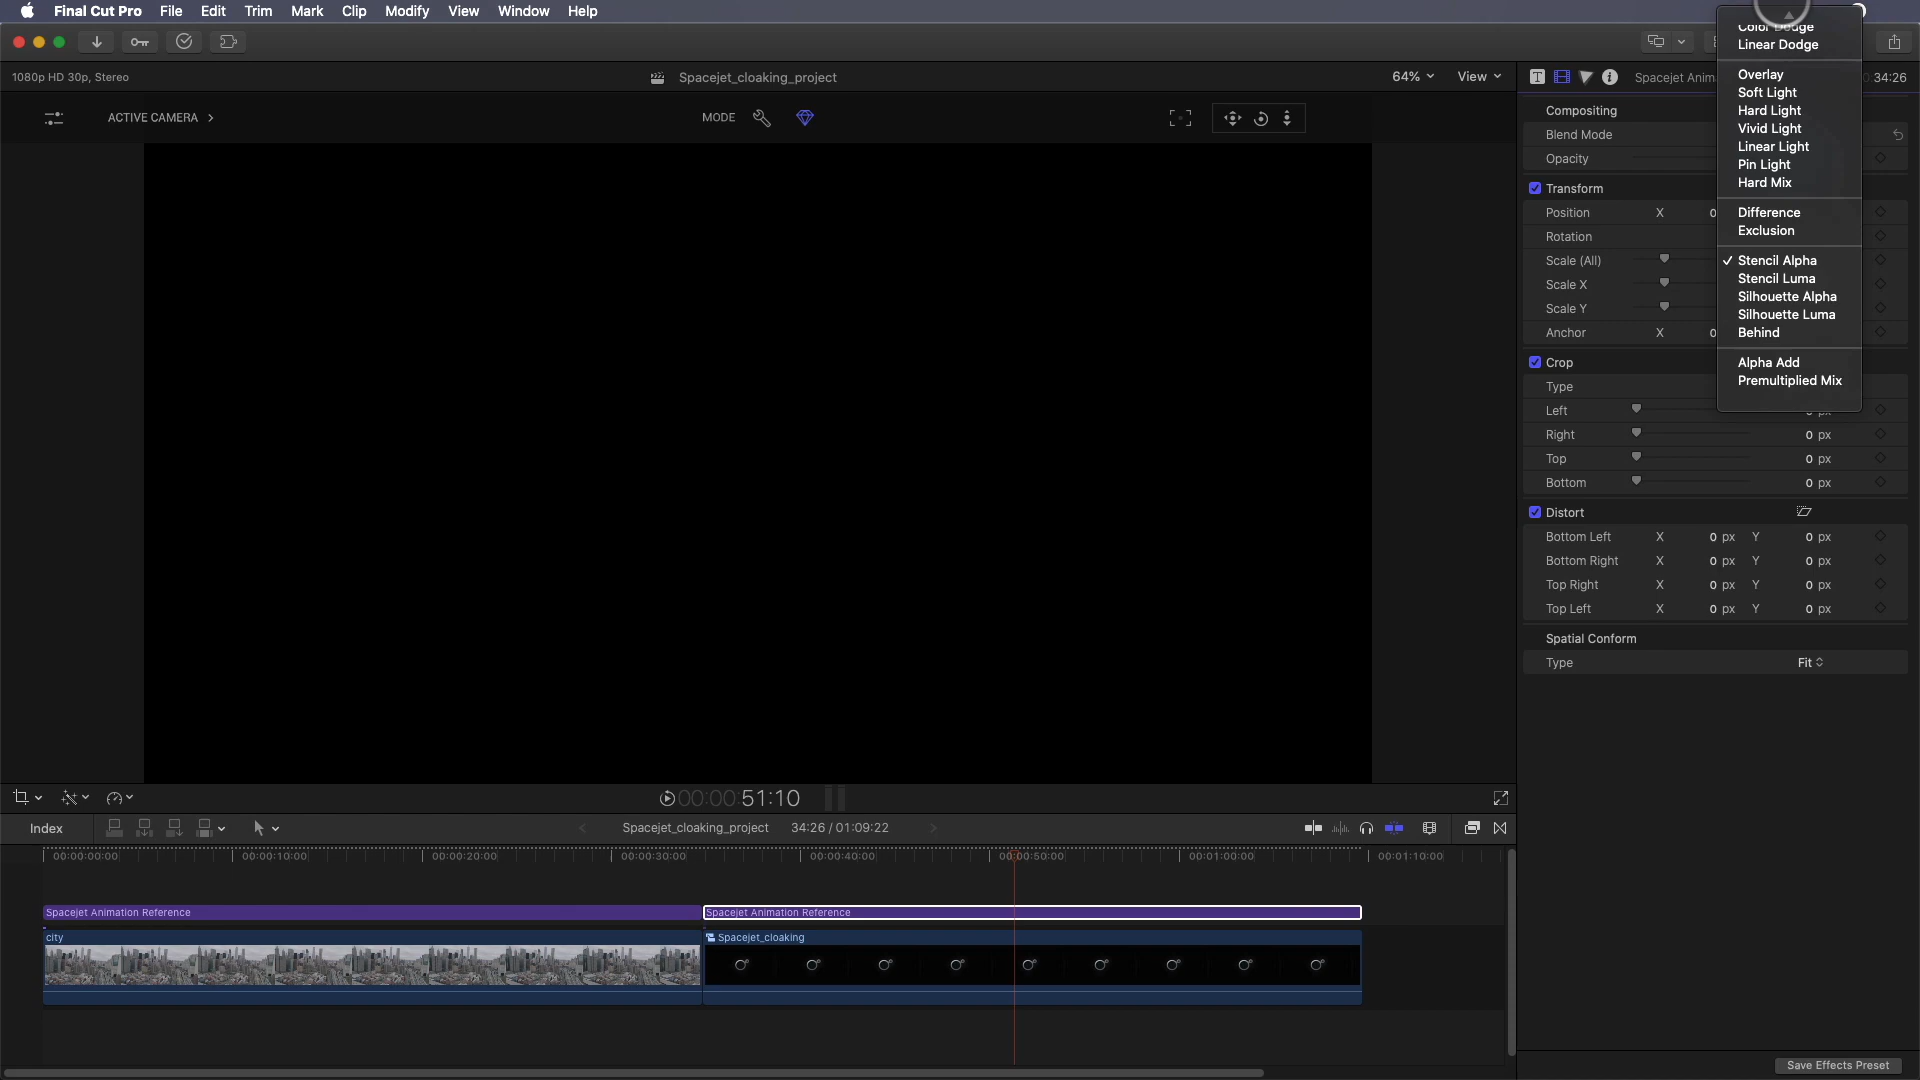 Final Cut Pro File Edit Trim Mark Clip Modify View Window Help
1080p HD 30p, Stereo
Spacejet_cloaking_project
64% View
Spacejet Anim
34:26
ACTIVE CAMERA
MODE
Color Dodge
Linear Dodge
Overlay
Soft Light
Hard Light
Vivid Light
Linear Light
Pin Light
Hard Mix
Difference
Exclusion
Stencil Alpha
Stencil Luma
Silhouette Alpha
Silhouette Luma
Behind
Alpha Add
Premultiplied Mix
Compositing
Blend Mode
Opacity
Transform
Position X 0
Rotation
Scale (All)
Scale X
Scale Y
Anchor X 0
Crop
Type
Left px
Right 0 px
Top 0 px
Bottom 0 px
Distort
Bottom Left X 0 px Y 0 px
Bottom Right X 0 px Y 0 px
Top Right X 0 px Y 0 px
Top Left X 0 px Y 0 px
Spatial Conform
Type Fit
00:00:51:10
Index
Spacejet_cloaking_project 34:26 / 01:09:22
00:00:00:00 00:00:10:00 00:00:20:00 00:00:30:00 00:00:40:00 00:00:50:00 00:01:00:00 00:01:10:00
Spacejet Animation Reference Spacejet Animation Reference
city Spacejet_cloaking
Save Effects Preset